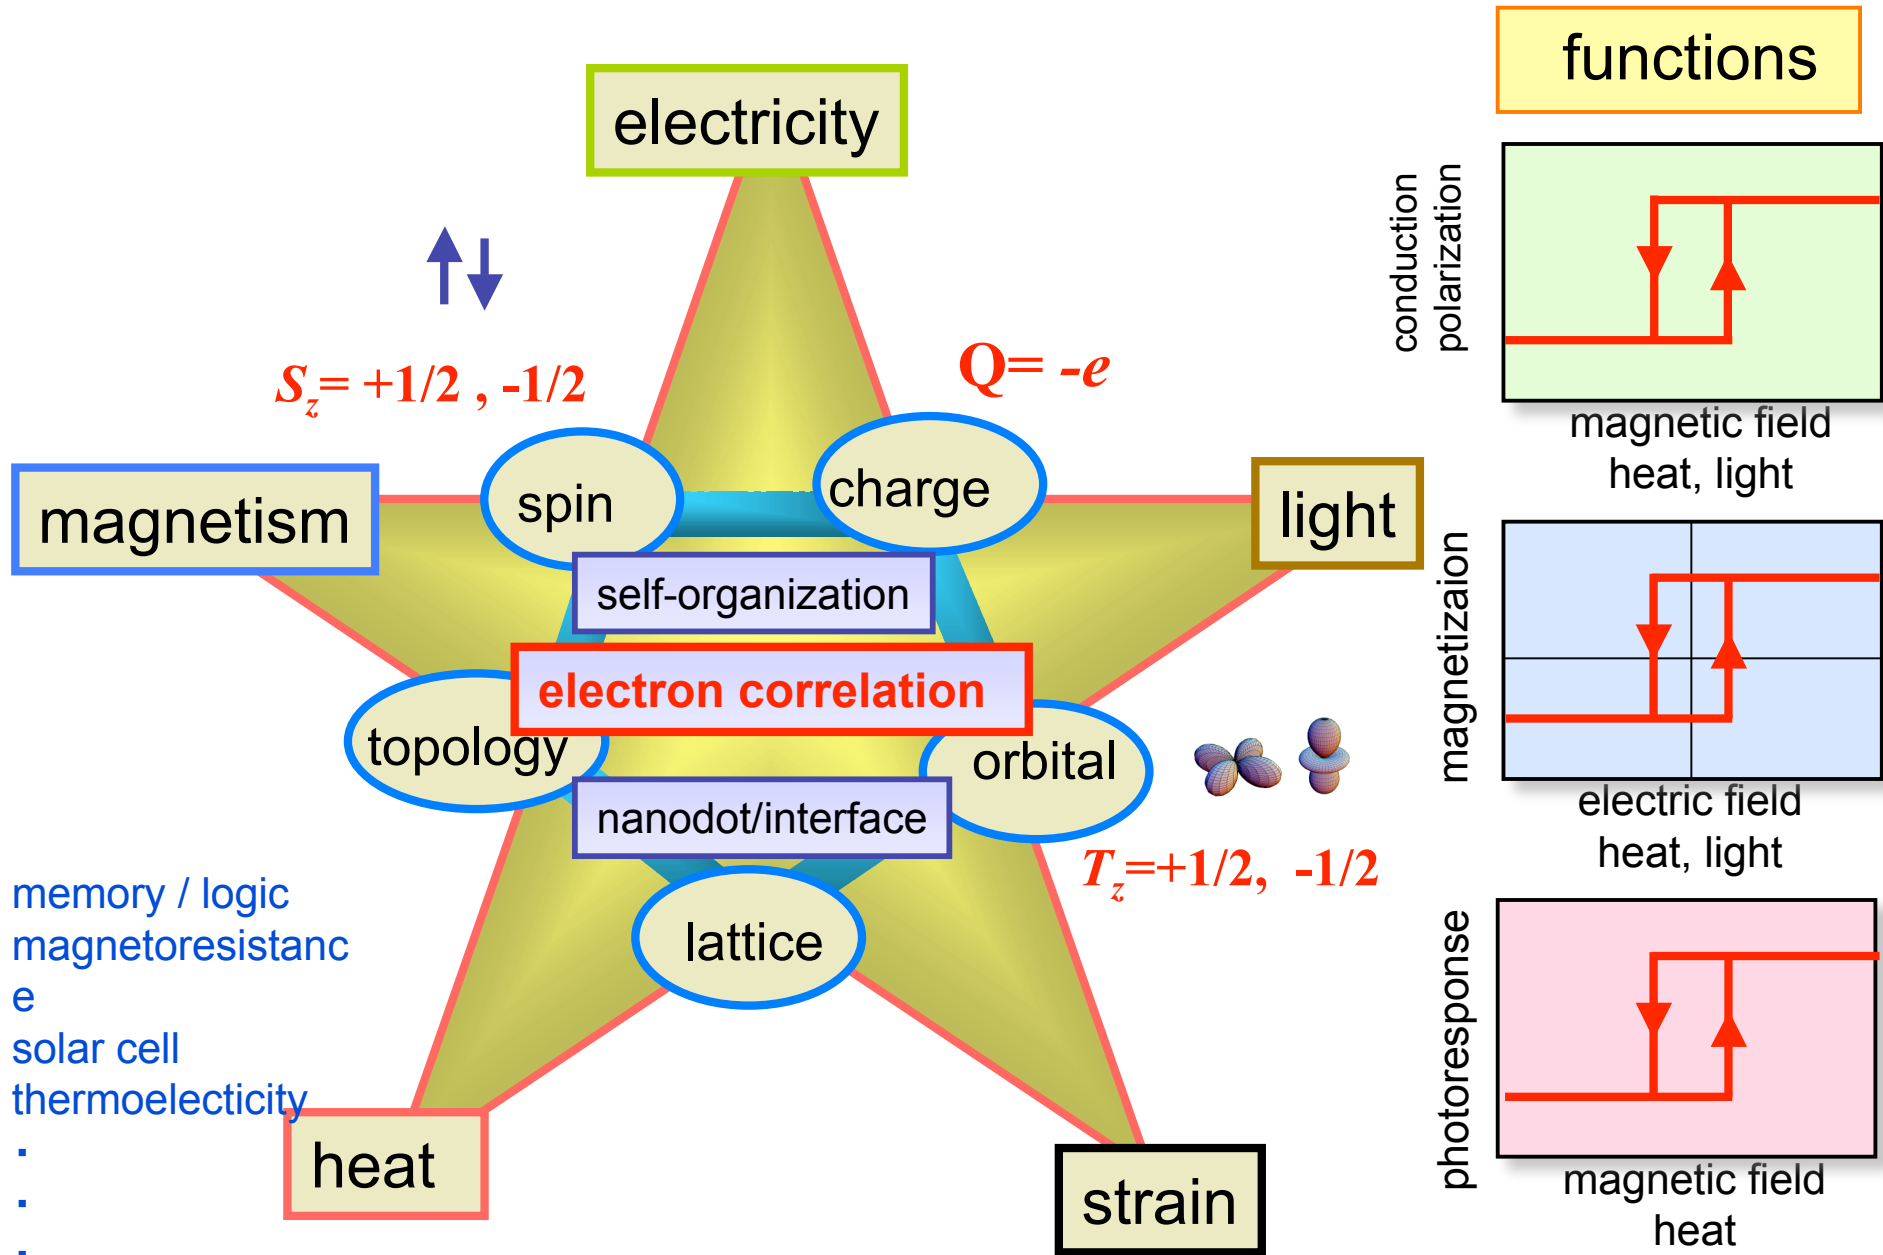 functions
electricity
conduction
polarization
S_z= +1/2 , -1/2
Q= -e
magnetic field
heat, light
spin
charge
magnetism
light
self-organization
electron correlation
magnetizaion
topology
orbital
nanodot/interface
electric field
heat, light
T_z=+1/2, -1/2
memory / logic
magnetoresistanc
e
solar cell
thermoelecticity
.
.
.
lattice
photoresponse
heat
strain
magnetic field
heat